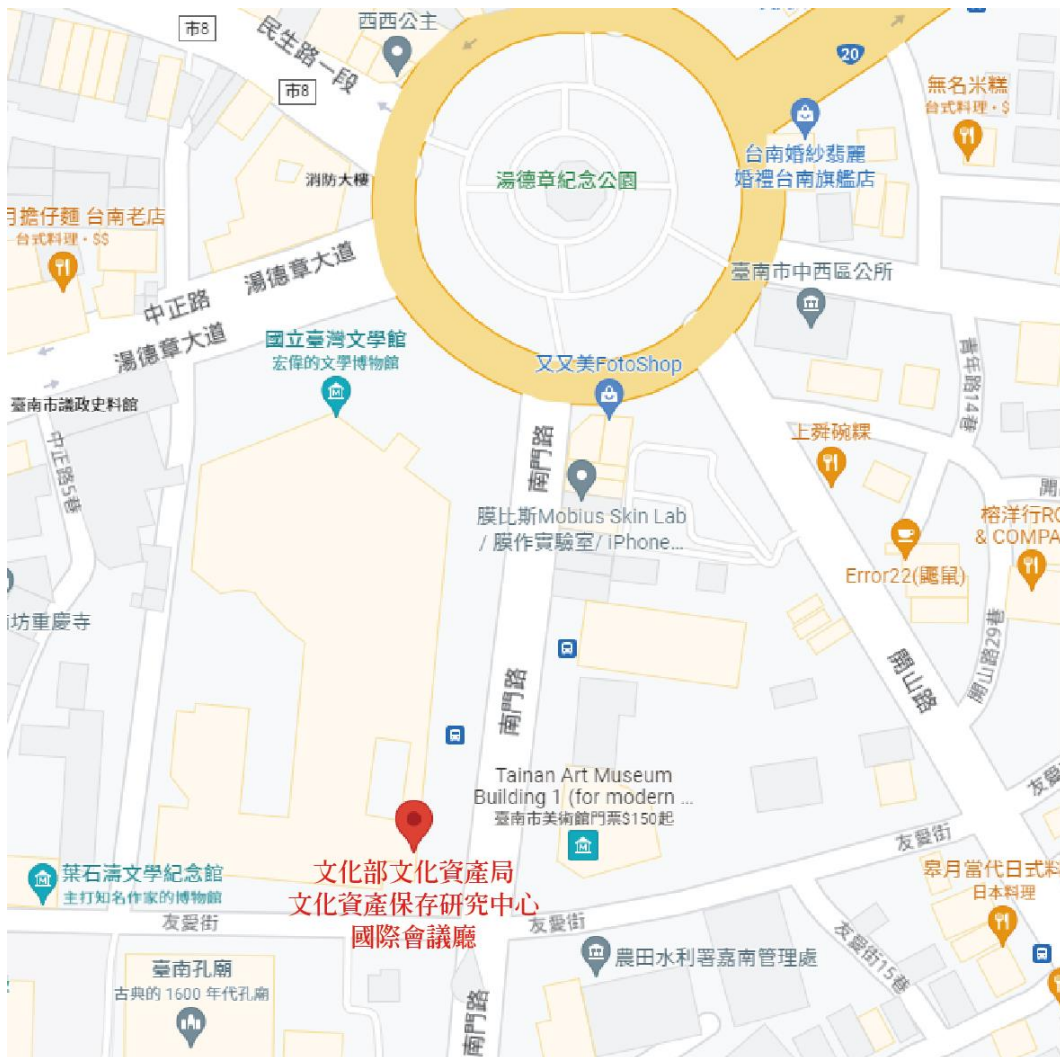 市8
西西公主
民生路一段
市8
20
無名米糕
台式料理・$
台南婚紗翡麗
婚禮台南旗艦店
湯德章紀念公園
消防大樓
月擔仔麵 台南老店
台式料理・$$
臺南市中西區公所
中正路
湯德章大道
湯德章大道
國立臺灣文學館
宏偉的文學博物館
又又美FotoShop
青年路14巷
臺南市議政史料館
中正路5巷
南門路
上舜碗粿
膜比斯Mobius Skin Lab
/ 膜作實驗室/ iPhone...
開
榕洋行RO
& COMPA
Error22(鼴鼠)
坊重慶寺
開山路29巷
開山路
南門路
Tainan Art Museum
Building 1 (for modern ...
臺南市美術館門票$150起
友愛
友愛街
葉石濤文學紀念館
主打知名作家的博物館
文化部文化資產局
文化資產保存研究中心
國際會議廳
皋月當代日式料
日本料理
友愛街
友愛街
農田水利署嘉南管理處
友愛街15巷
臺南孔廟
古典的 1600 年代孔廟
南門路